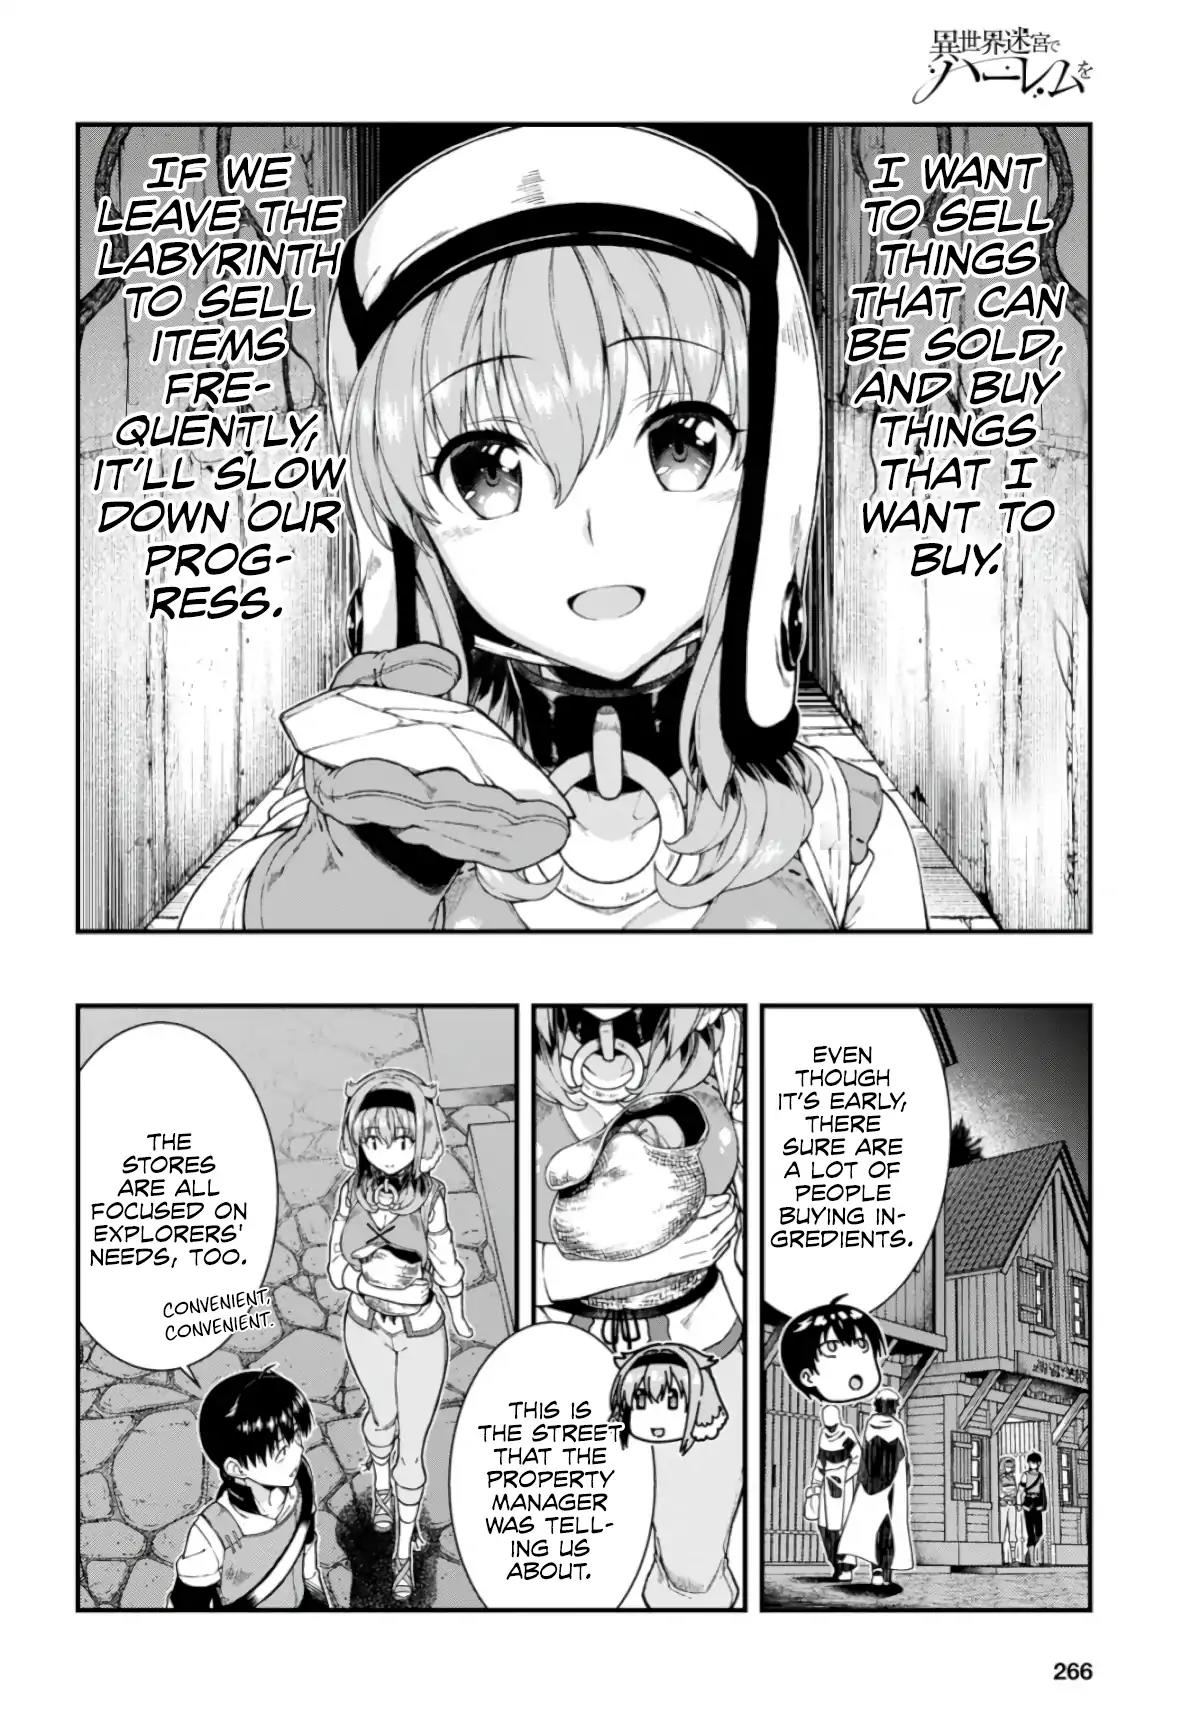 異世界迷宮で
ハーレムを
I WANT
TO SELL
THINGS
THAT CAN
BE SOLD,
AND BUY
THINGS
THAT I
WANT TO
BUY.
IF WE
LEAVE THE
LABYRINTH
TO SELL
ITEMS
FRE-
QUENTLY,
IT'LL SLOW
DOWN OUR
PROG-
RESS.
EVEN
THOUGH
IT'S EARLY,
THERE
SURE ARE
A LOT OF
PEOPLE
BUYING IN-
GREDIENTS.
THIS IS
THE STREET
THAT THE
PROPERTY
MANAGER
WAS TELL-
ING US
ABOUT.
THE
STORES
ARE ALL
FOCUSED ON
EXPLORERS'
NEEDS, TOO.
CONVENIENT,
CONVENIENT.
266